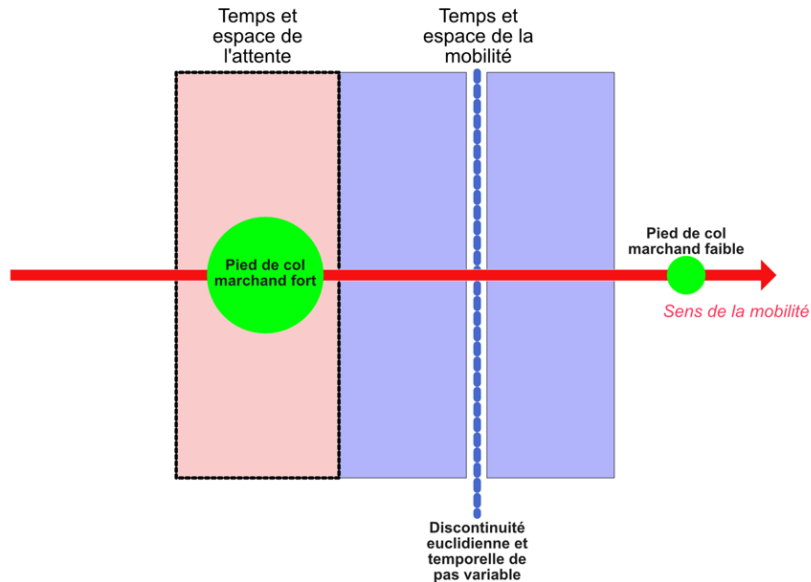 Temps et
espace de
l'attente
Temps et
espace de la
mobilité
Pied de col
marchand fort
Pied de col
marchand faible
Sens de la mobilité
Discontinuité
euclidienne et
temporelle de
pas variable